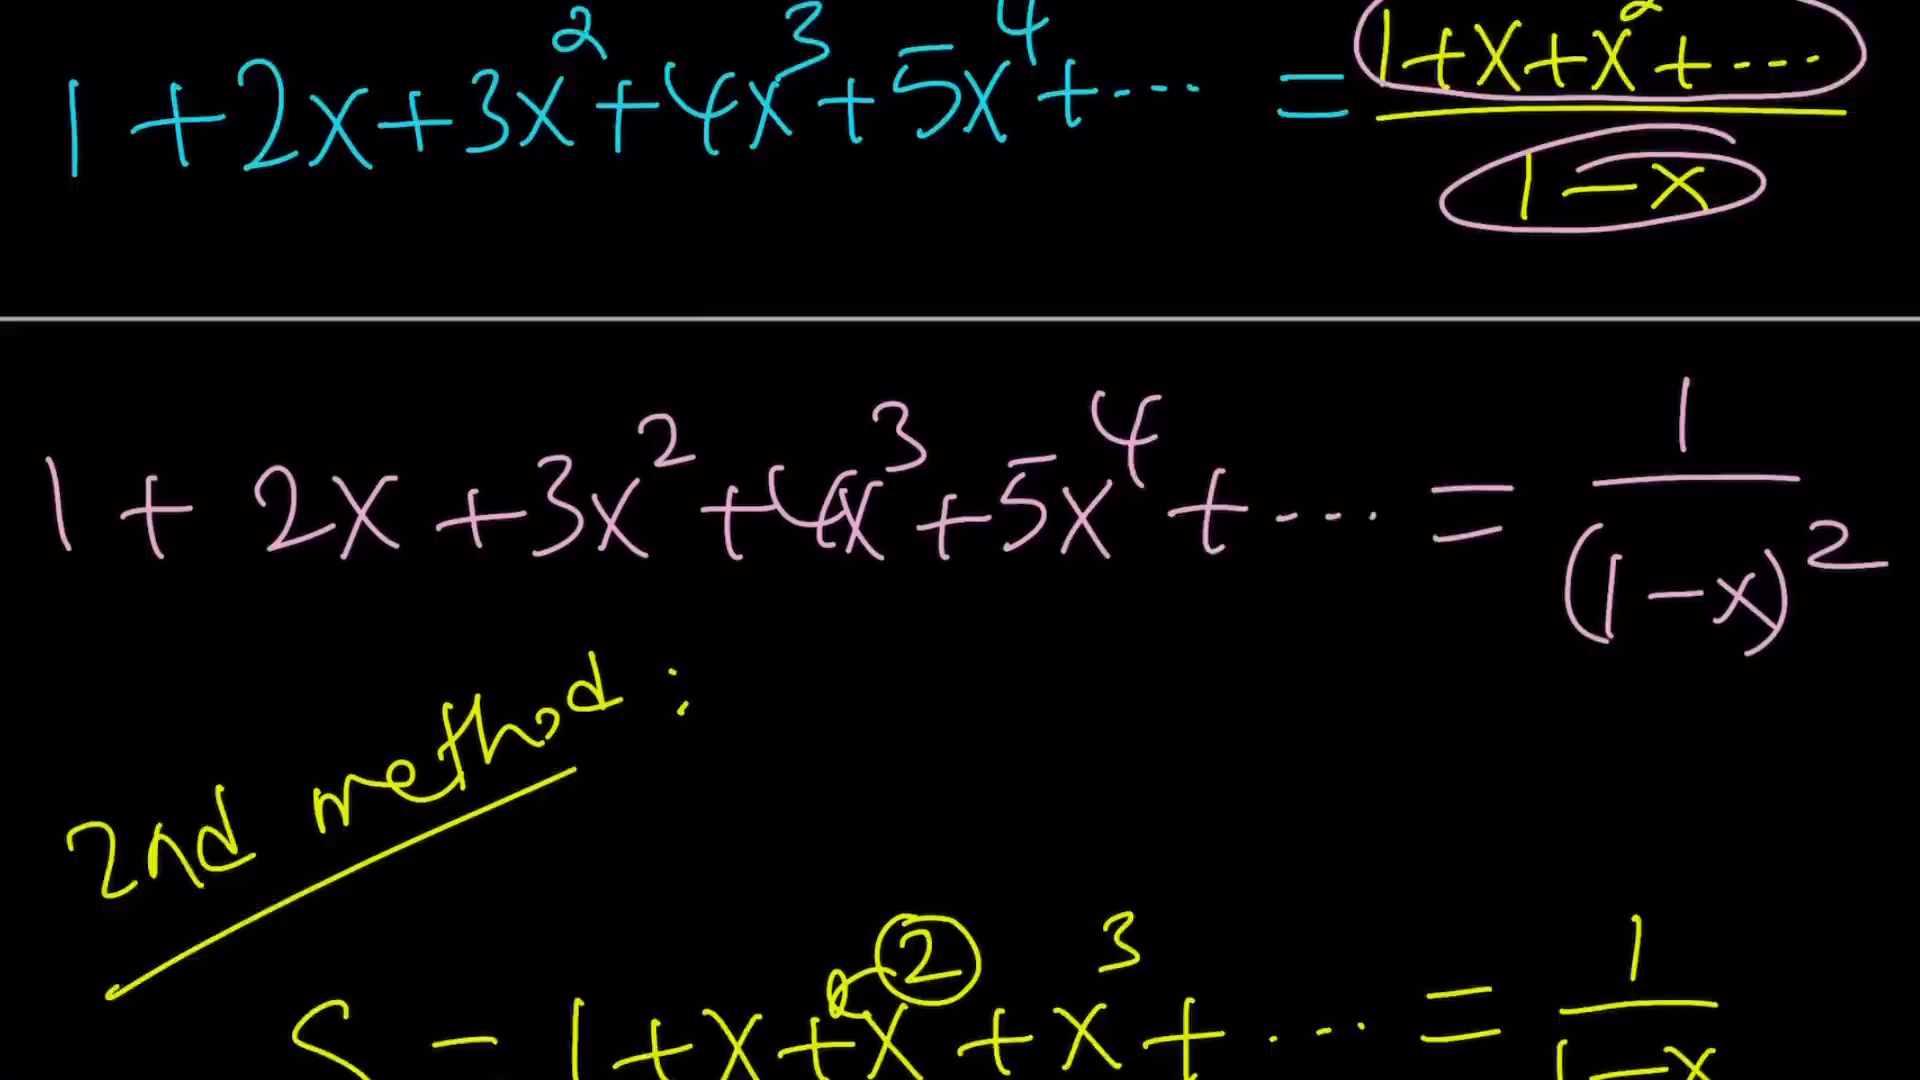 1 + 2x + 3x² + 4x³ + 5x⁴ + ... = (1 + x + x² + ...)/(1 - x)
1 + 2x + 3x² + 4x³ + 5x⁴ + ... = 1/(1 - x)²
2nd method:
S = 1 + x + x² + x³ + ... = 1/(1 - x)